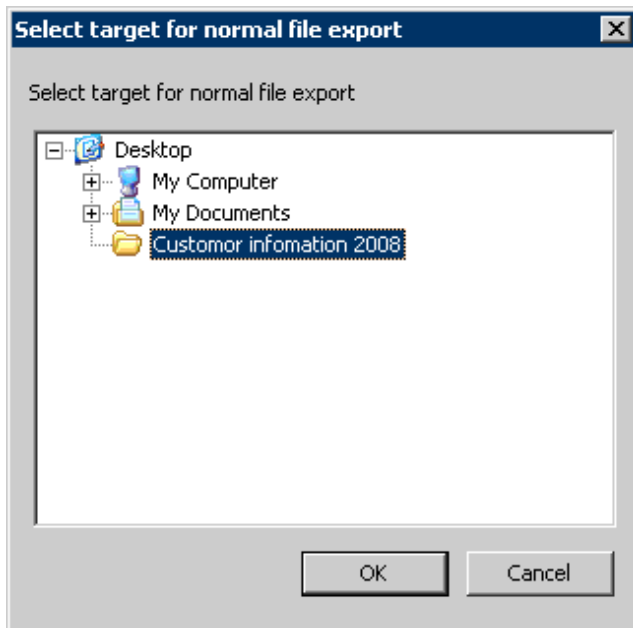 Select target for normal file export
Select target for normal file export
Desktop
My Computer
My Documents
Customor infomation 2008
OK Cancel